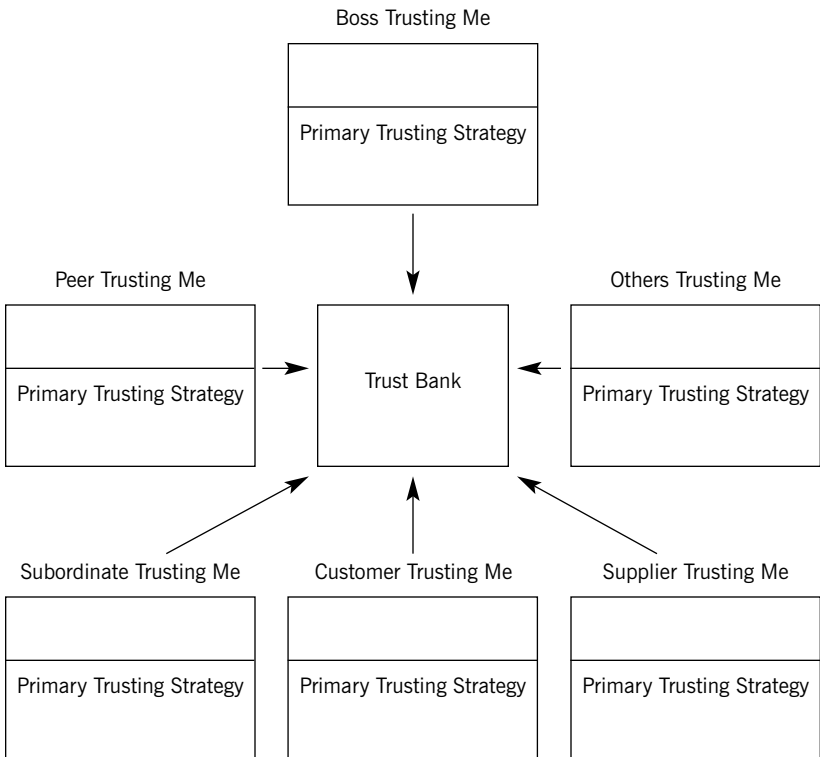 Boss Trusting Me
Primary Trusting Strategy
Peer Trusting Me
Others Trusting Me
Primary Trusting Strategy
Trust Bank
Primary Trusting Strategy
Subordinate Trusting Me
Customer Trusting Me
Supplier Trusting Me
Primary Trusting Strategy
Primary Trusting Strategy
Primary Trusting Strategy